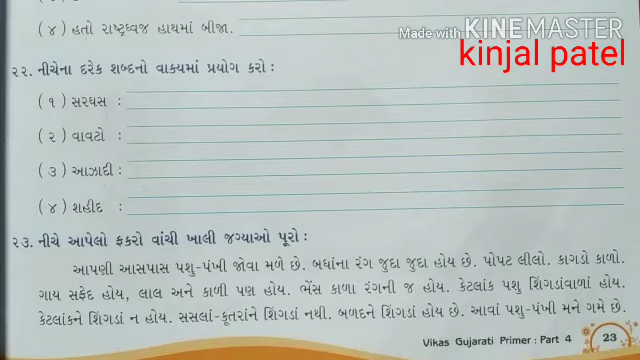 (૪) હતો રાષ્ટ્રધ્વજ હાથમાં બીજા.
Made with KINEMASTER
kinjal patel
૨૨. નીચેના દરેક શબ્દનો વાક્યમાં પ્રયોગ કરો :
(૧) સરઘસ :
(૨) વાવટો :
(૩) આઝાદી :
(૪) શહીદ :
૨૩. નીચે આપેલો ફકરો વાંચી ખાલી જગ્યાઓ પૂરો :
આપણી આસપાસ પશુ-પંખી જોવા મળે છે. બધાંના રંગ જુદા જુદા હોય છે. પોપટ લીલો. કાગડો કાળો.
ગાય સફેદ હોય, લાલ અને કાળી પણ હોય. ભેંસ કાળા રંગની જ હોય. કેટલાંક પશુ શિંગડાંવાળાં હોય.
કેટલાંકને શિંગડાં ન હોય. સસલાં-કૂતરાંને શિંગડાં નથી. બળદને શિંગડાં હોય છે. આવાં પશુ-પંખી મને ગમે છે.
Vikas Gujarati Primer : Part 4
23